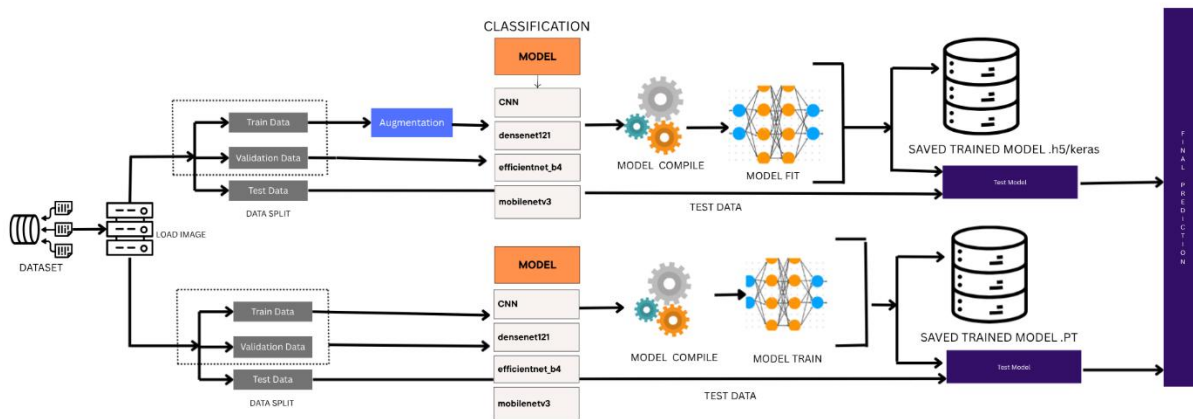 CLASSIFICATION
MODEL
CNN
densenet121
efficientnet_b4
mobilenetv3
Train Data
Augmentation
Validation Data
Test Data
DATA SPLIT
MODEL COMPILE
MODEL FIT
SAVED TRAINED MODEL .h5/keras
Test Model
TEST DATA
DATASET
LOAD IMAGE
MODEL
CNN
densenet121
efficientnet_b4
mobilenetv3
Train Data
Validation Data
Test Data
DATA SPLIT
MODEL COMPILE
MODEL TRAIN
SAVED TRAINED MODEL .PT
Test Model
TEST DATA
FINAL PREDICTION